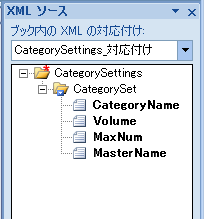 XML ソース
ブック内の XML の対応付け:
CategorySettings_対応付け
CategorySettings
CategorySet
CategoryName
Volume
MaxNum
MasterName